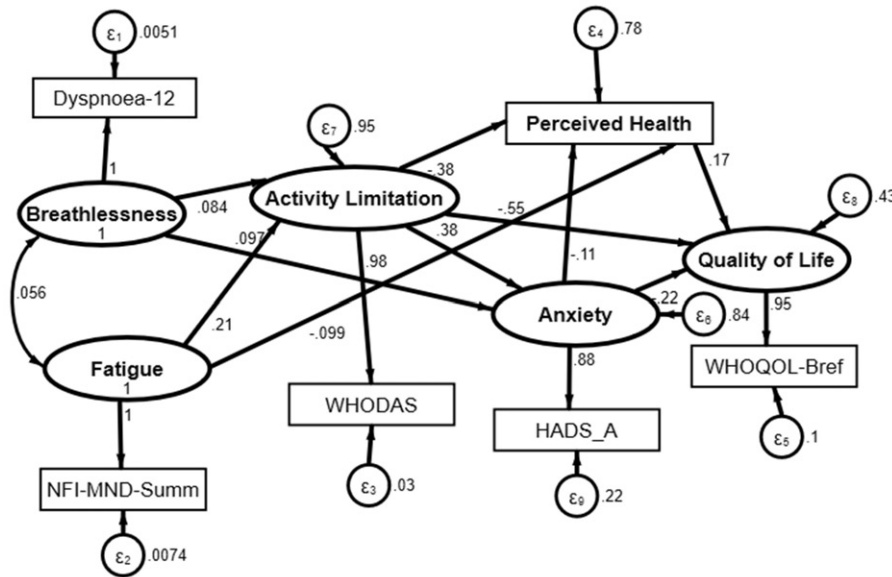 ε1 .0051
Dyspnoea-12
1
Breathlessness
1
.056
Fatigue
1
1
NFI-MND-Summ
ε2 .0074
ε7 .95
Activity Limitation
.084
.097
.21
-.099
.98
WHODAS
ε3 .03
ε4 .78
Perceived Health
-.38
-.55
.38
-.11
.17
Anxiety
-.22
ε6 .84
.88
HADS_A
ε9 .22
ε8 .43
Quality of Life
.95
WHOQOL-Bref
ε5 .1